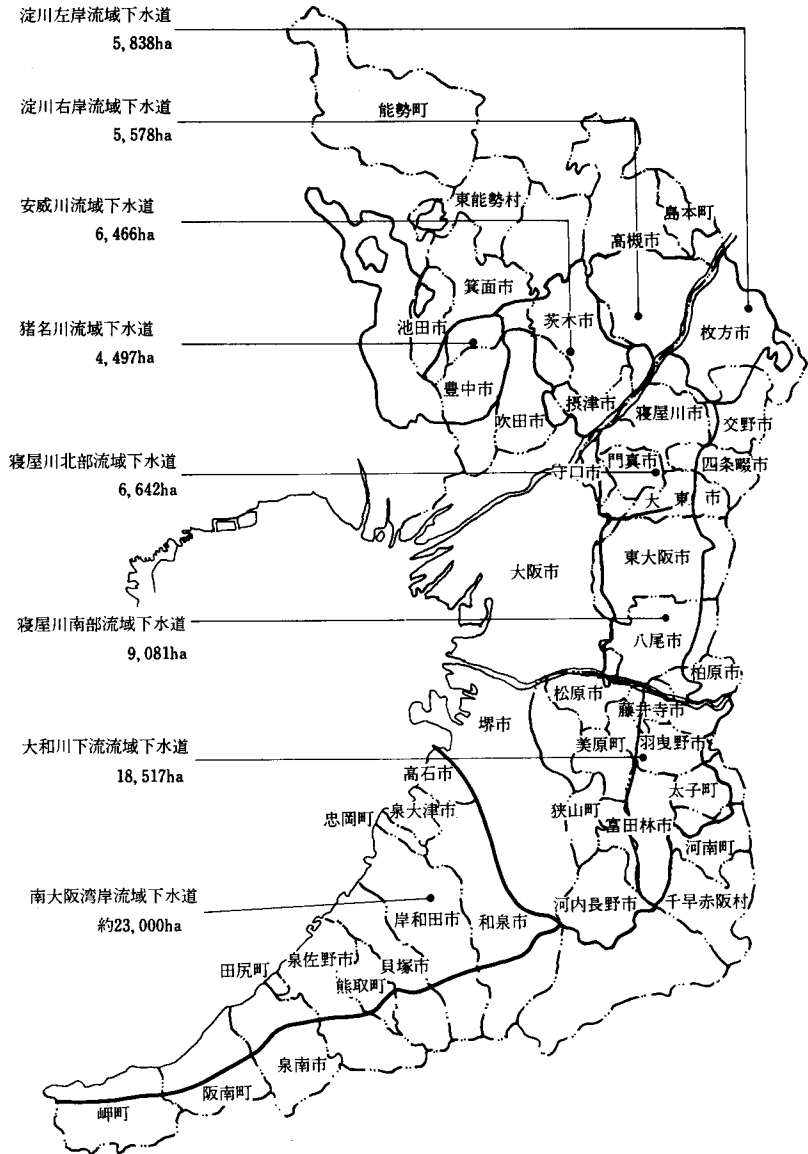 淀川左岸流域下水道
5,838ha
淀川右岸流域下水道
5,578ha
安威川流域下水道
6,466ha
猪名川流域下水道
4,497ha
寝屋川北部流域下水道
6,642ha
寝屋川南部流域下水道
9,081ha
大和川下流流域下水道
18,517ha
南大阪湾岸流域下水道
約23,000ha
能勢町
東能勢村
島本町
高槻市
箕面市
茨木市
池田市
枚方市
豊中市
摂津市
寝屋川市
吹田市
交野市
守口市
門真市
四条畷市
大東市
大阪市
東大阪市
八尾市
柏原市
松原市
藤井寺市
堺市
美原町
羽曳野市
高石市
太子町
泉大津市
忠岡町
狭山町
富田林市
河南町
河内長野市
千早赤阪村
岸和田市
和泉市
泉佐野市
貝塚市
田尻町
熊取町
泉南市
阪南町
岬町